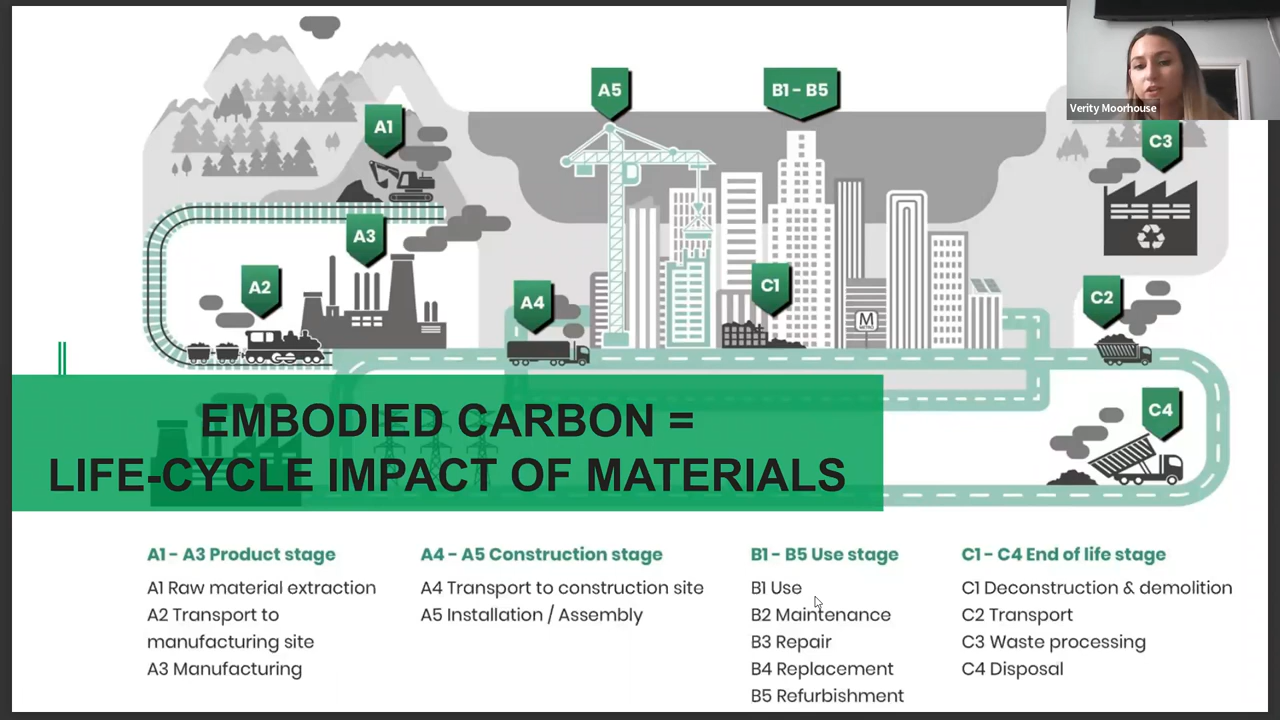 Verity Moorhouse
A5
B1 - B5
A1
C3
A3
A2
A4
C1
C2
M
C4
EMBODIED CARBON =
LIFE-CYCLE IMPACT OF MATERIALS
A1 - A3 Product stage
A1 Raw material extraction
A2 Transport to
manufacturing site
A3 Manufacturing
A4 - A5 Construction stage
A4 Transport to construction site
A5 Installation / Assembly
B1 - B5 Use stage
B1 Use
B2 Maintenance
B3 Repair
B4 Replacement
B5 Refurbishment
C1 - C4 End of life stage
C1 Deconstruction & demolition
C2 Transport
C3 Waste processing
C4 Disposal